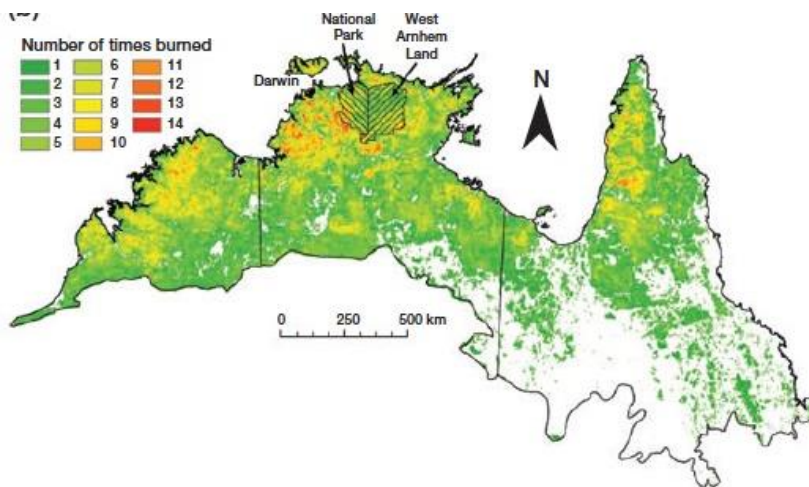 (b)
National
Park
West
Arnhem
Land
Number of times burned
1 6 11
2 7 12
3 8 13
4 9 14
5 10
Darwin
N
0 250 500 km